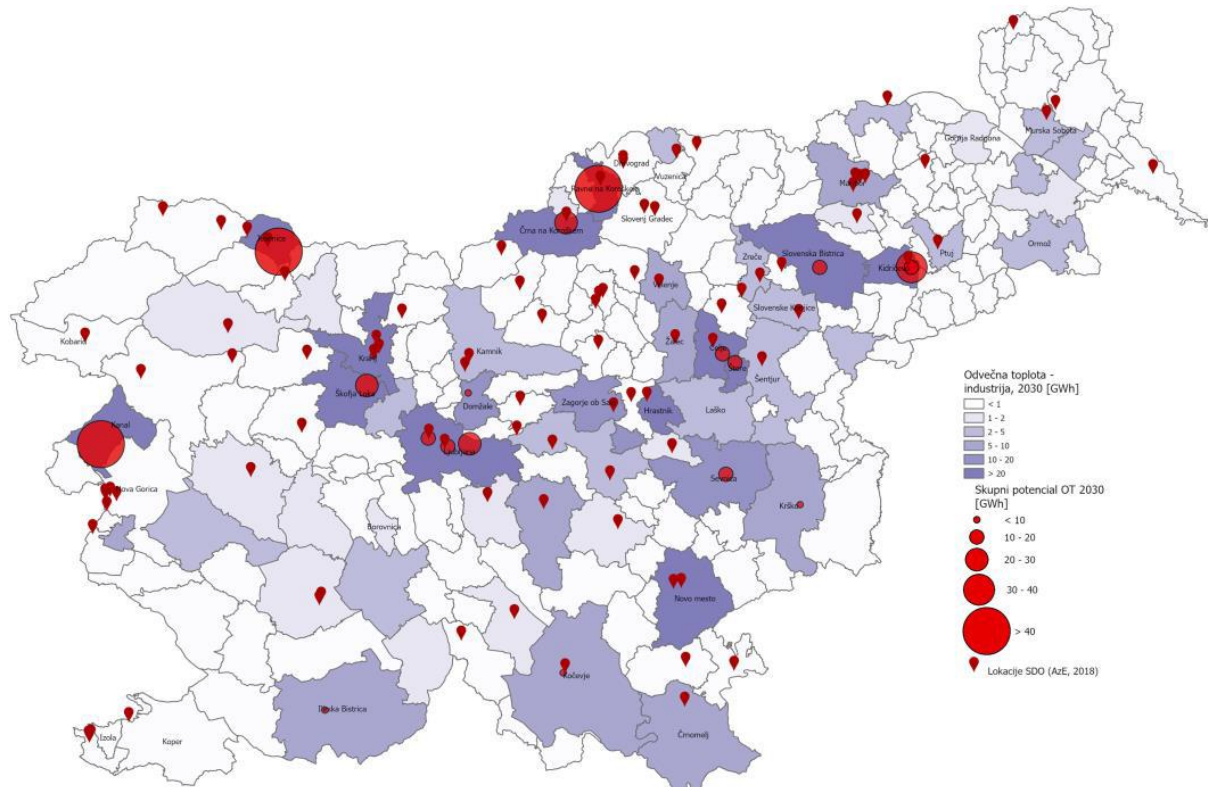 Gornja Radgona
Murska Sobota
Dravograd
Vuzenica
Maribor
Ravne na Koroškem
Slovenj Gradec
Črna na Koroškem
Jesenice
Slovenska Bistrica
Kidričevo
Ptuj
Ormož
Zreče
Velenje
Slovenske Konjice
Kobarid
Kranj
Kamnik
Žalec
Celje
Štore
Šentjur
Škofja Loka
Domžale
Zagorje ob Savi
Hrastnik
Laško
Kanal
Ljubljana
Sevnica
Krško
Nova Gorica
Borovnica
Novo mesto
Kočevje
Ilirska Bistrica
Črnomelj
Izola
Koper
Odvečna toplota -
industrija, 2030 [GWh]
< 1
1 - 2
2 - 5
5 - 10
10 - 20
> 20
Skupni potencial OT 2030
[GWh]
< 10
10 - 20
20 - 30
30 - 40
> 40
Lokacije SDO (AzE, 2018)